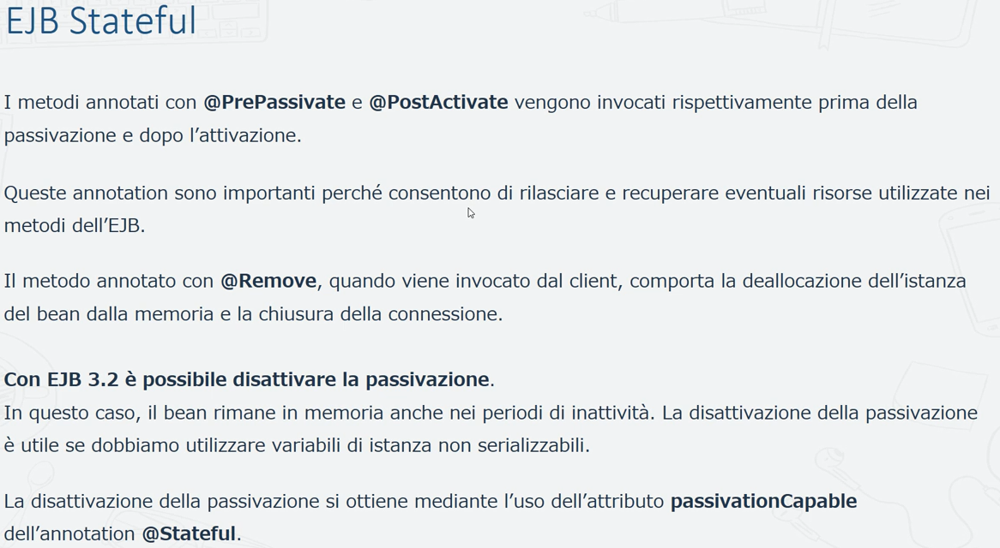 EJB Stateful
I metodi annotati con @PrePassivate e @PostActivate vengono invocati rispettivamente prima della
passivazione e dopo l’attivazione.
Queste annotation sono importanti perché consentono di rilasciare e recuperare eventuali risorse utilizzate nei
metodi dell’EJB.
Il metodo annotato con @Remove, quando viene invocato dal client, comporta la deallocazione dell’istanza
del bean dalla memoria e la chiusura della connessione.
Con EJB 3.2 è possibile disattivare la passivazione.
In questo caso, il bean rimane in memoria anche nei periodi di inattività. La disattivazione della passivazione
è utile se dobbiamo utilizzare variabili di istanza non serializzabili.
La disattivazione della passivazione si ottiene mediante l’uso dell’attributo passivationCapable
dell’annotation @Stateful.